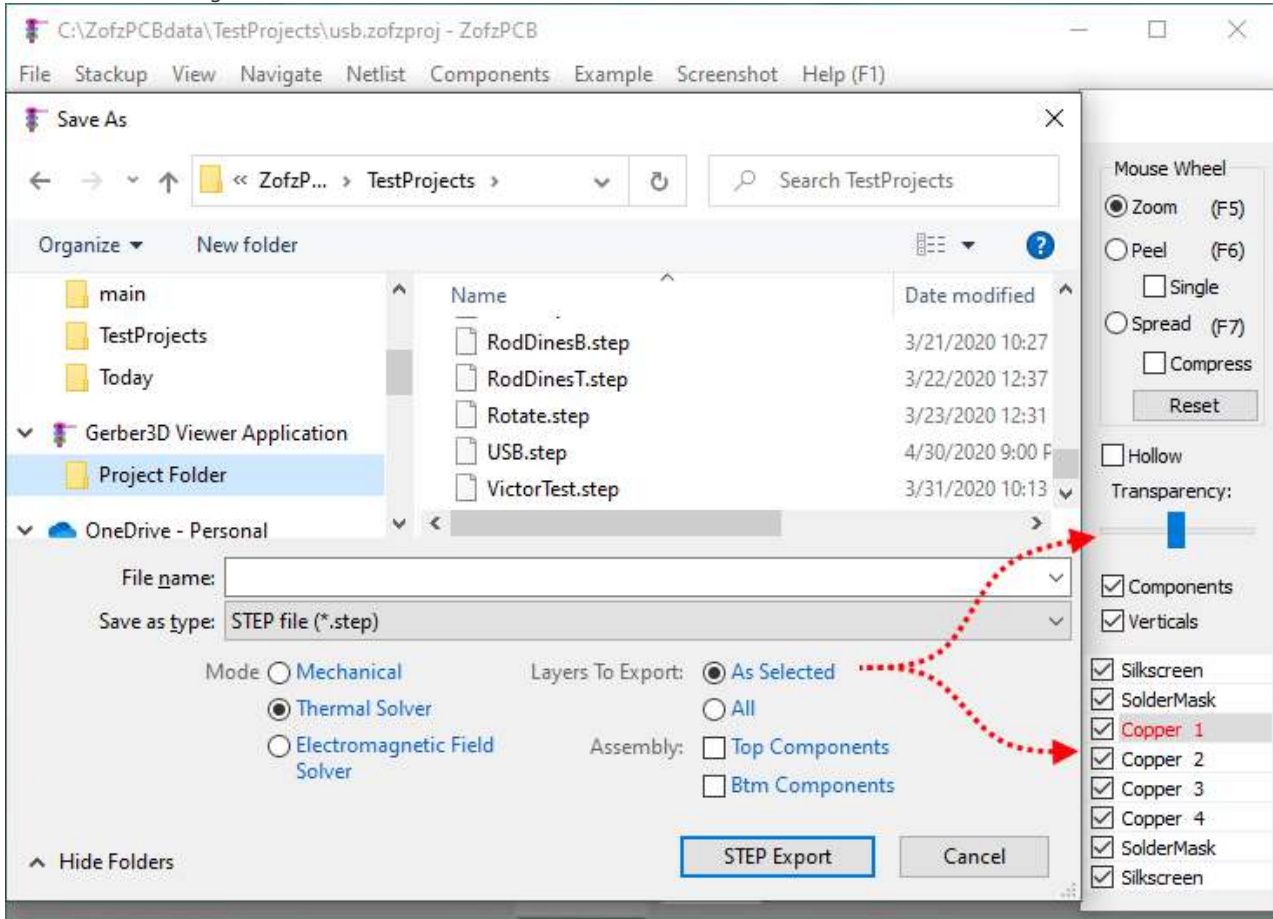 C:\ZofzPCBdata\TestProjects\usb.zofzproj - ZofzPCB
File Stackup View Navigate Netlist Components Example Screenshot Help (F1)
Save As
« ZofzP... › TestProjects ›
Search TestProjects
Organize
New folder
main
TestProjects
Today
Gerber3D Viewer Application
Project Folder
OneDrive - Personal
Name
Date modified
RodDinesB.step
3/21/2020 10:27
RodDinesT.step
3/22/2020 12:37
Rotate.step
3/23/2020 12:31
USB.step
4/30/2020 9:00 P
VictorTest.step
3/31/2020 10:13
File name:
Save as type: STEP file (*.step)
Mode
Mechanical
Thermal Solver
Electromagnetic Field
Solver
Layers To Export:
As Selected
All
Assembly:
Top Components
Btm Components
Hide Folders
STEP Export
Cancel
Mouse Wheel
Zoom (F5)
Peel (F6)
Single
Spread (F7)
Compress
Reset
Hollow
Transparency:
Components
Verticals
Silkscreen
SolderMask
Copper 1
Copper 2
Copper 3
Copper 4
SolderMask
Silkscreen